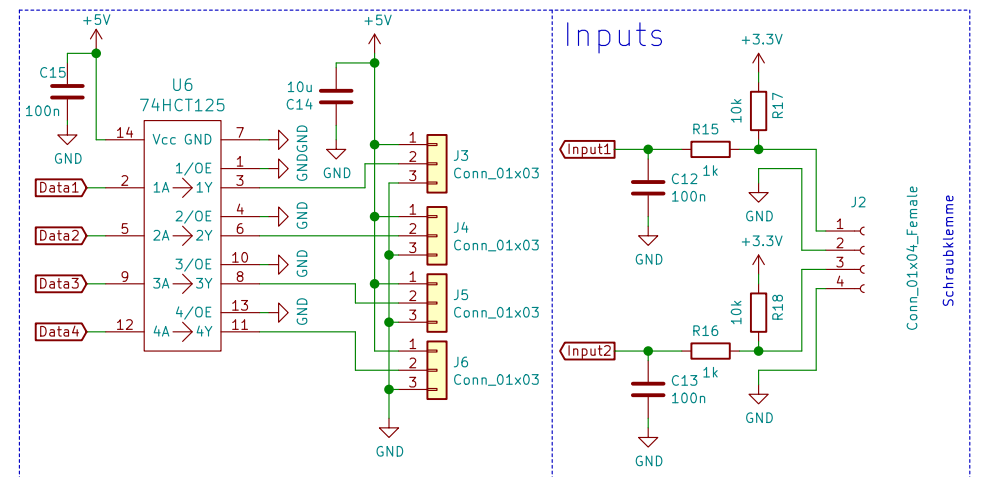 +5V
C15
100n
GND
U6
74HCT125
14 Vcc GND 7 GND
1/OE 1 GND
Data1 2 1A 1Y 3
2/OE 4 GND
Data2 5 2A 2Y 6
3/OE 10 GND
Data3 9 3A 3Y 8
4/OE 13 GND
Data4 12 4A 4Y 11
+5V
10u
C14
GND
1
2
3
J3
Conn_01x03
1
2
3
J4
Conn_01x03
1
2
3
J5
Conn_01x03
1
2
3
J6
Conn_01x03
GND
Inputs
+3.3V
10k
R17
Input1
R15
1k
C12
100n
GND
GND
+3.3V
10k
R18
Input2
R16
1k
C13
100n
GND
GND
J2
1
2
3
4
Conn_01x04_Female
Schraubklemme